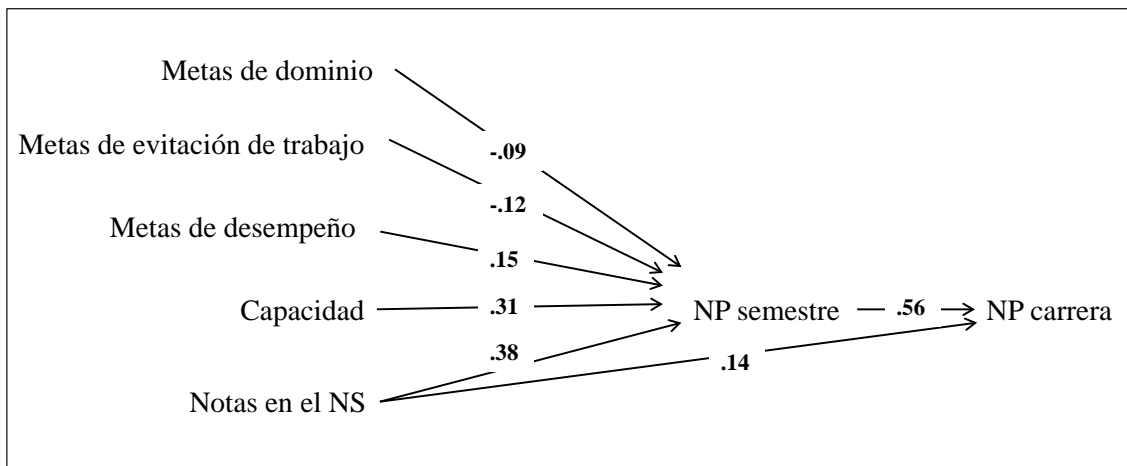 Metas de dominio
Metas de evitación de trabajo
-.09
-.12
Metas de desempeño
.15
Capacidad
.31
NP semestre
.56
NP carrera
.38
.14
Notas en el NS